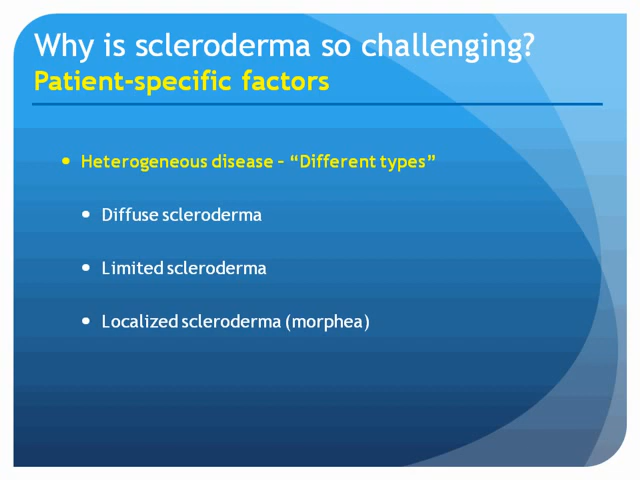 Why is scleroderma so challenging?
Patient-specific factors
• Heterogeneous disease – “Different types”
• Diffuse scleroderma
• Limited scleroderma
• Localized scleroderma (morphea)